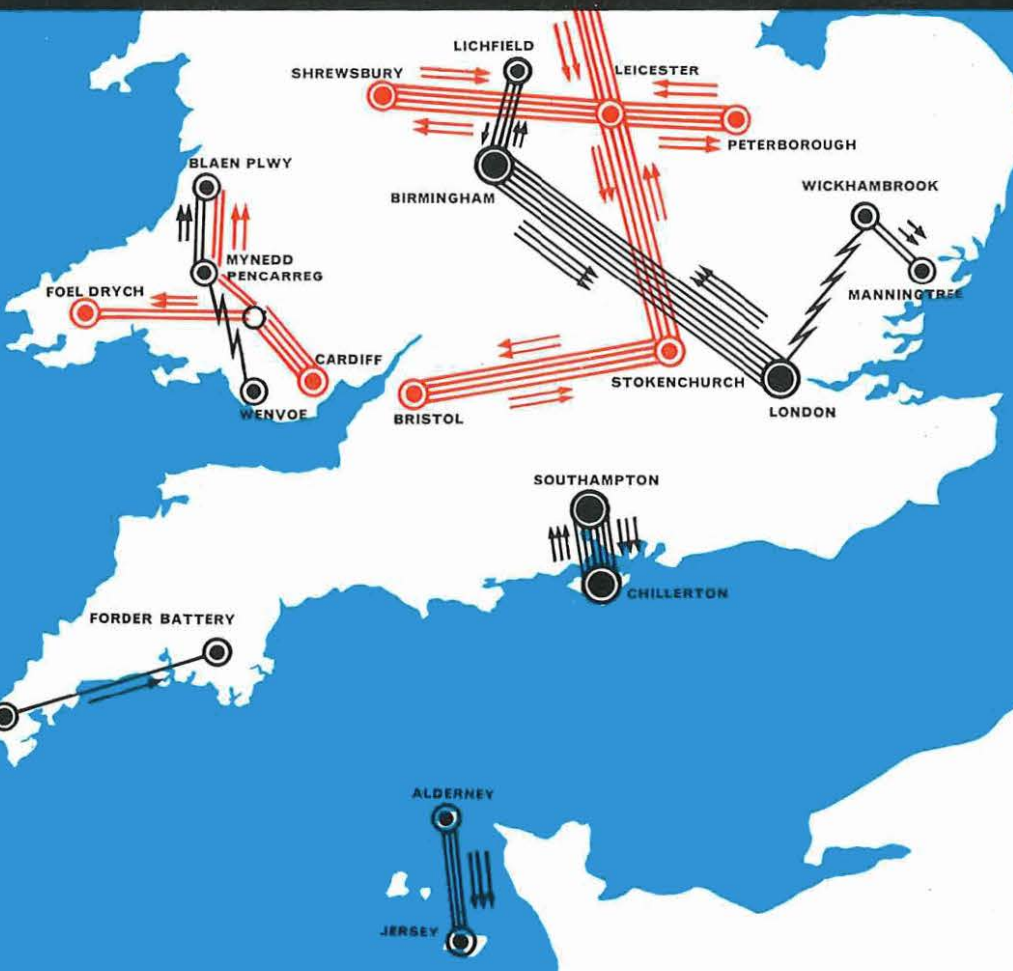 LICHFIELD
SHREWSBURY
LEICESTER
PETERBOROUGH
BLAEN PLWY
BIRMINGHAM
WICKHAMBROOK
MYNEDD
PENCARREG
FOEL DRYCH
MANNINGTREE
CARDIFF
STOKENCHURCH
WENVOE
BRISTOL
LONDON
SOUTHAMPTON
CHILLERTON
FORDER BATTERY
ALDERNEY
JERSEY